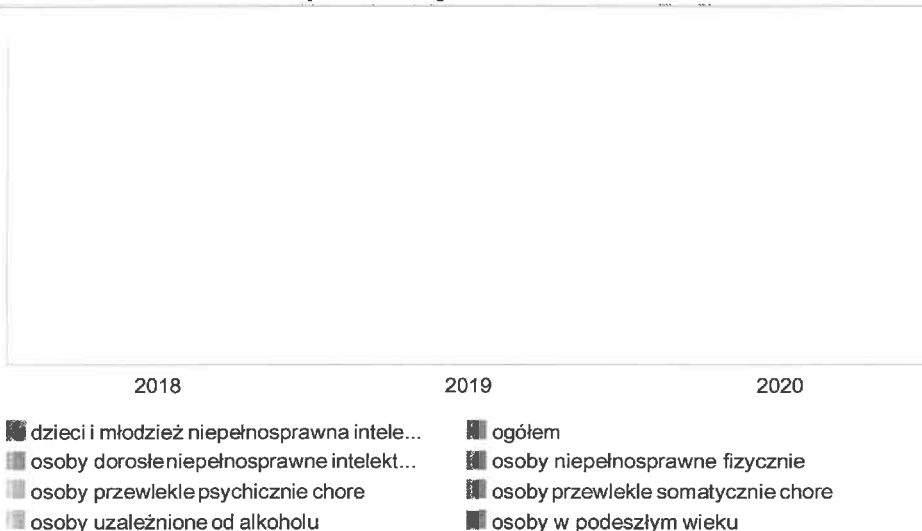 2018 2019 2020
dzieci i młodzież niepełnosprawna intele... ogółem
osoby dorosłe niepełnosprawne intelekt... osoby niepełnosprawne fizycznie
osoby przewlekle psychicznie chore osoby przewlekle somatycznie chore
osoby uzależnione od alkoholu osoby w podeszłym wieku